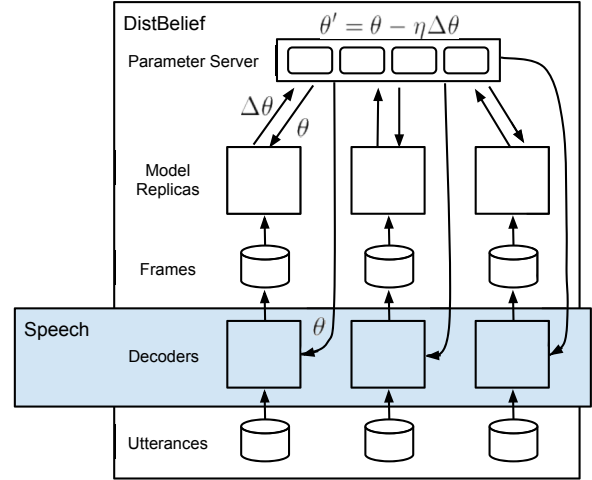 DistBelief
θ′ = θ − ηΔθ
Parameter Server
Δθ
θ
Model
Replicas
Frames
Speech
θ
Decoders
Utterances